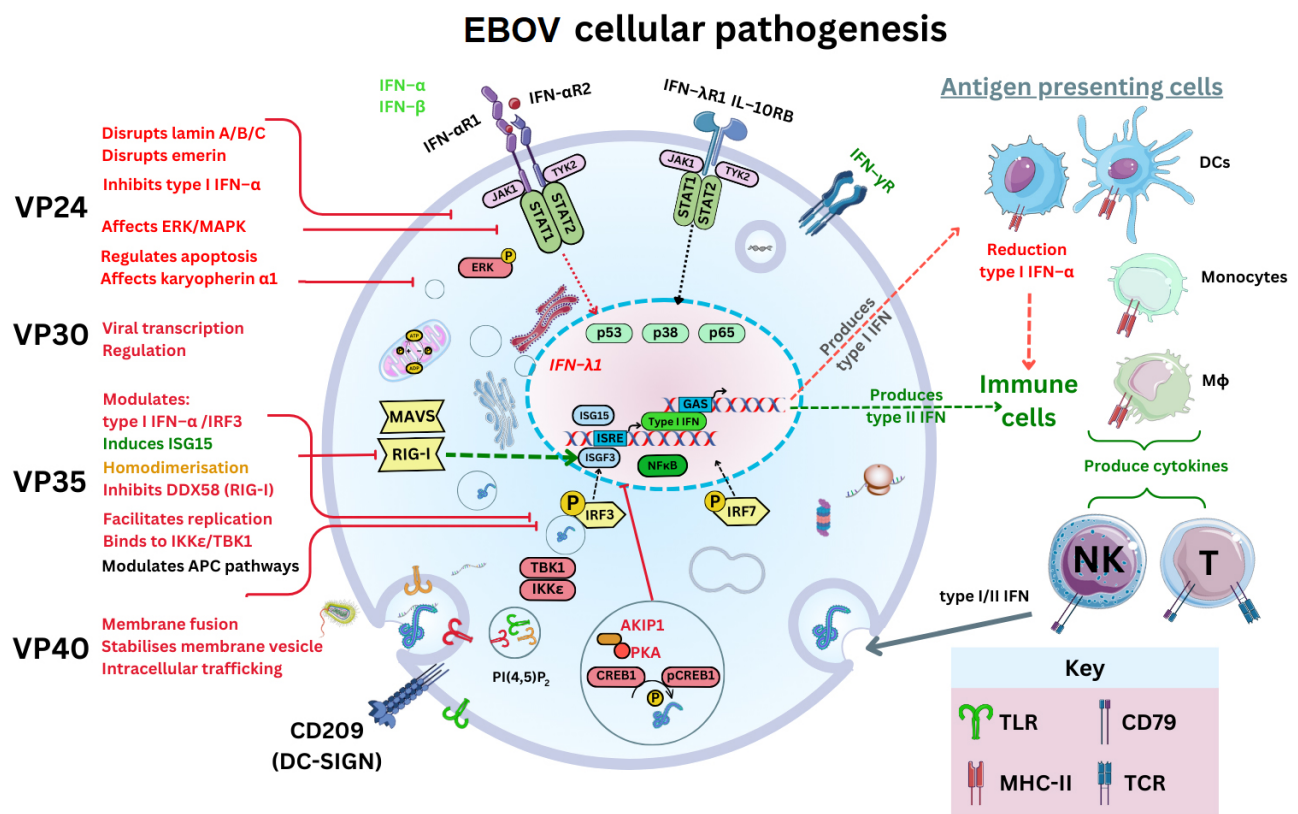 EBOV cellular pathogenesis
IFN-α
IFN-β
IFN-αR1
IFN-αR2
IFN-λR1 IL-10RB
IFN-γR
JAK1
TYK2
STAT1
STAT2
JAK1
TYK2
STAT1
STAT2
VP24
Disrupts lamin A/B/C
Disrupts emerin
Inhibits type I IFN-α
Affects ERK/MAPK
Regulates apoptosis
Affects karyopherin α1
VP30
Viral transcription
Regulation
VP35
Modulates:
type I IFN-α /IRF3
Induces ISG15
Homodimerisation
Inhibits DDX58 (RIG-I)
Facilitates replication
Binds to IKKε/TBK1
Modulates APC pathways
VP40
Membrane fusion
Stabilises membrane vesicle
Intracellular trafficking
ERK
P
ATP
P
+
-
P
ADP
MAVS
RIG-I
p53
p38
p65
IFN-λ1
GAS
ISG15
Type I IFN
ISRE
ISGF3
NFκB
P
IRF3
P
IRF7
TBK1
IKKε
PI(4,5)P₂
AKIP1
PKA
CREB1
pCREB1
P
CD209
(DC-SIGN)
Produces
type I IFN
Produces
type II IFN
Antigen presenting cells
DCs
Reduction
type I IFN-α
Monocytes
Immune
cells
Mϕ
Produce cytokines
NK
T
type I/II IFN
Key
TLR
CD79
MHC-II
TCR